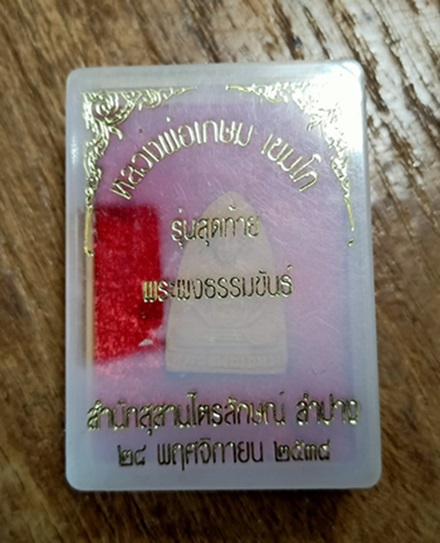 หลวงพ่อเกษม เขมโก
รุ่นสุดท้าย
พระผงธรรมขันธ์
สำนักสุสานไตรลักษณ์ ลำปาง
๒๘ พฤศจิกายน ๒๕๓๘